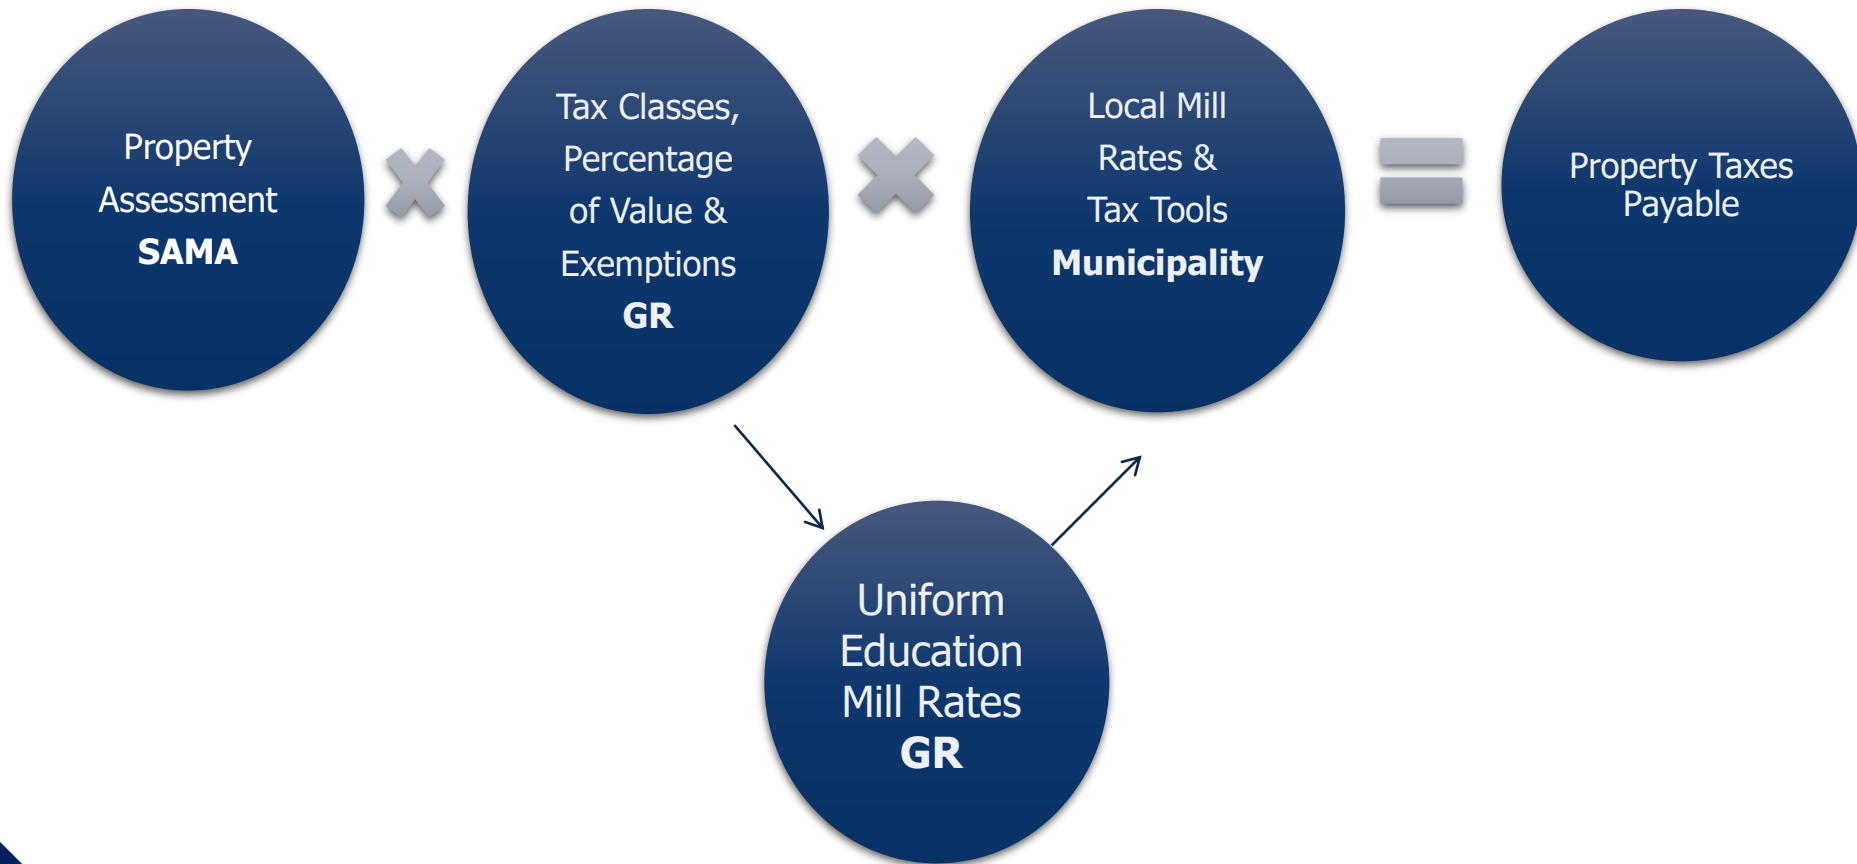 Property
Assessment
SAMA
Tax Classes,
Percentage
of Value &
Exemptions
GR
Local Mill
Rates &
Tax Tools
Municipality
Property Taxes
Payable
Uniform
Education
Mill Rates
GR